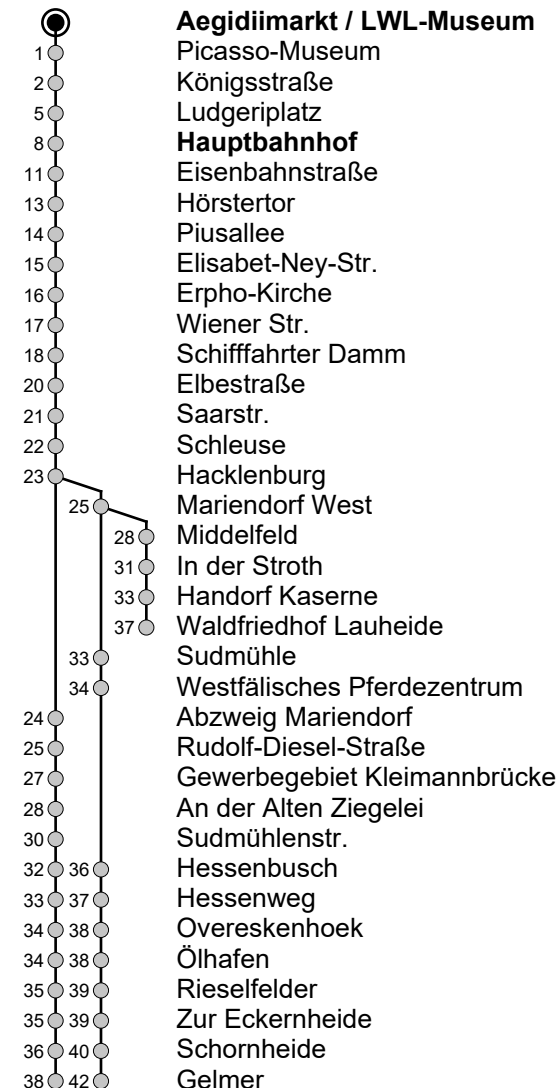 Aegidiimarkt / LWL-Museum
1 Picasso-Museum
2 Königsstraße
5 Ludgeriplatz
8 Hauptbahnhof
11 Eisenbahnstraße
13 Hörstertor
14 Piusallee
15 Elisabet-Ney-Str.
16 Erpho-Kirche
17 Wiener Str.
18 Schifffahrter Damm
20 Elbestraße
21 Saarstr.
22 Schleuse
23 Hacklenburg
25 Mariendorf West
28 Middelfeld
31 In der Stroth
33 Handorf Kaserne
37 Waldfriedhof Lauheide
33 Sudmühle
34 Westfälisches Pferdezentrum
24 Abzweig Mariendorf
25 Rudolf-Diesel-Straße
27 Gewerbegebiet Kleimannbrücke
28 An der Alten Ziegelei
30 Sudmühlenstr.
32 36 Hessenbusch
33 37 Hessenweg
34 38 Overeskenhoek
34 38 Ölhafen
35 39 Rieselfelder
35 39 Zur Eckernheide
36 40 Schornheide
38 42 Gelmer